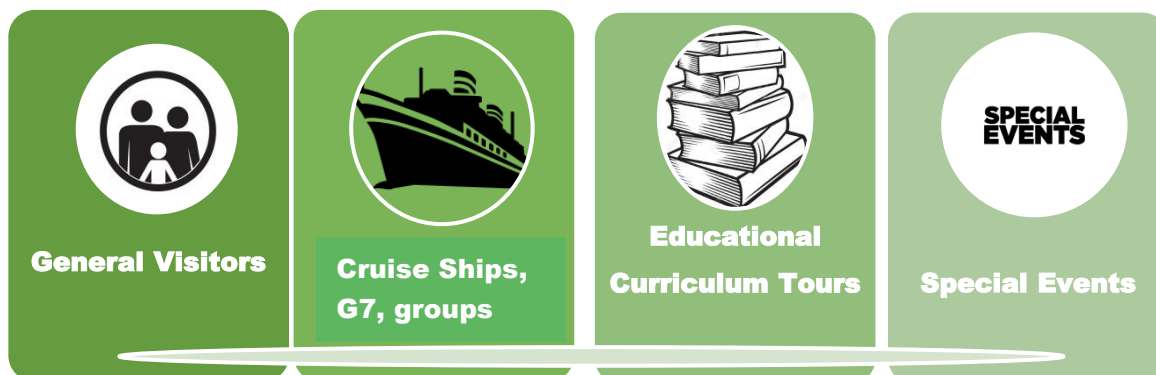 General Visitors
Cruise Ships,
G7, groups
Educational
Curriculum Tours
SPECIAL
EVENTS
Special Events